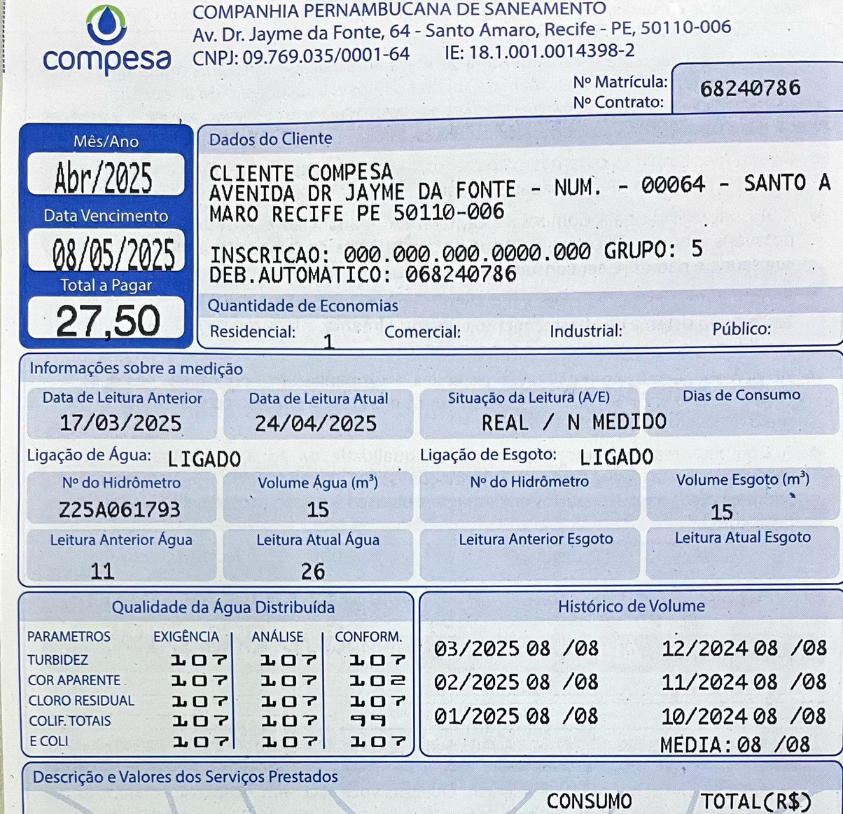 compesa
COMPANHIA PERNAMBUCANA DE SANEAMENTO
Av. Dr. Jayme da Fonte, 64 - Santo Amaro, Recife - PE, 50110-006
CNPJ: 09.769.035/0001-64 IE: 18.1.001.0014398-2
Nº Matrícula:
Nº Contrato:
68240786
Mês/Ano
Abr/2025
Data Vencimento
08/05/2025
Total a Pagar
27,50
Dados do Cliente
CLIENTE COMPESA
AVENIDA DR JAYME DA FONTE - NUM. - 00064 - SANTO A
MARO RECIFE PE 50110-006
INSCRICAO: 000.000.000.0000.000 GRUPO: 5
DEB.AUTOMATICO: 068240786
Quantidade de Economias
Residencial: 1 Comercial: Industrial: Público:
Informações sobre a medição
Data de Leitura Anterior Data de Leitura Atual Situação da Leitura (A/E) Dias de Consumo
17/03/2025 24/04/2025 REAL / N MEDIDO
Ligação de Água: LIGADO Ligação de Esgoto: LIGADO
Nº do Hidrômetro Volume Água (m³) Nº do Hidrômetro Volume Esgoto (m³)
Z25A061793 15 15
Leitura Anterior Água Leitura Atual Água Leitura Anterior Esgoto Leitura Atual Esgoto
11 26
Qualidade da Água Distribuída
PARAMETROS EXIGÊNCIA ANÁLISE CONFORM.
TURBIDEZ 107 107 107
COR APARENTE 107 107 102
CLORO RESIDUAL 107 107 107
COLIF. TOTAIS 107 107 99
E COLI 107 107 107
Histórico de Volume
03/2025 08 /08 12/2024 08 /08
02/2025 08 /08 11/2024 08 /08
01/2025 08 /08 10/2024 08 /08
MEDIA: 08 /08
Descrição e Valores dos Serviços Prestados
CONSUMO TOTAL(R$)